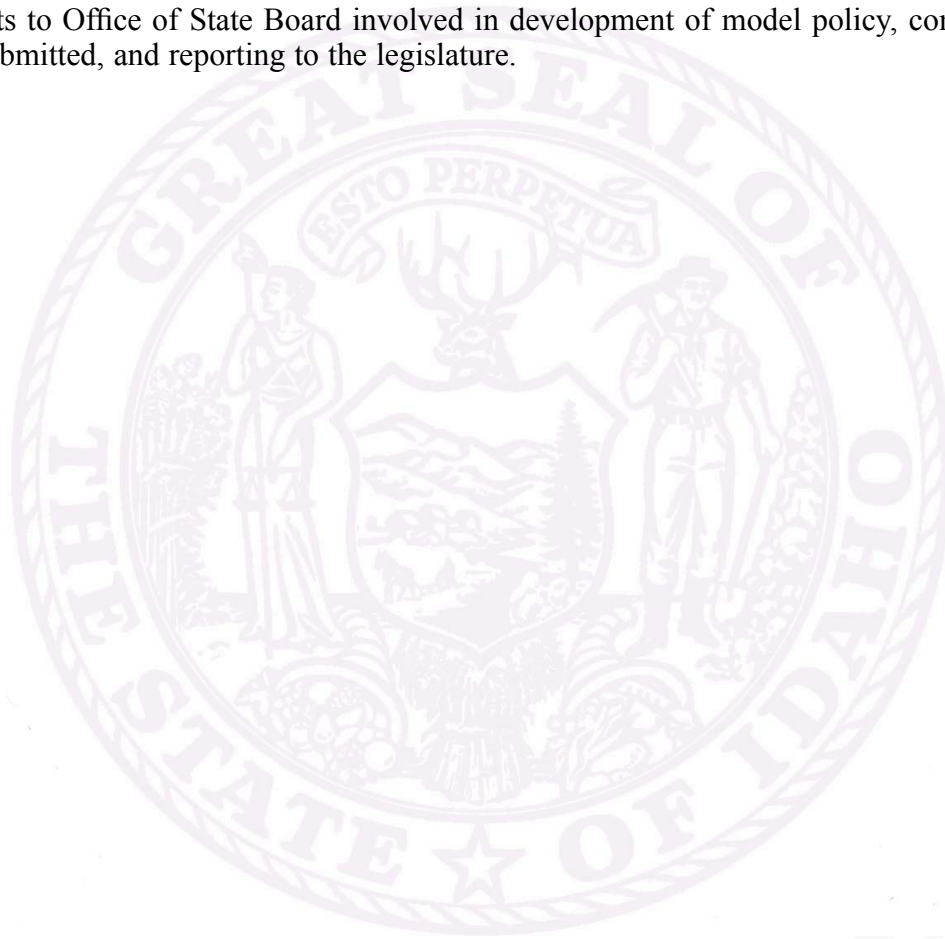 ts to Office of State Board involved in development of model policy, con
bmitted, and reporting to the legislature.
THE GREAT SEAL OF
THE STATE OF IDAHO
ESTO PERPETUA